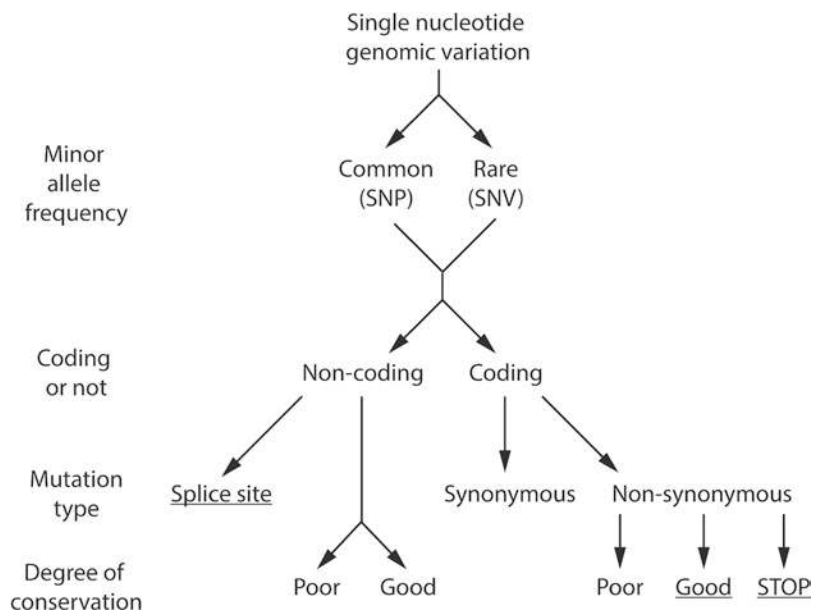 Single nucleotide
genomic variation
Minor
allele
frequency
Common
(SNP)
Rare
(SNV)
Coding
or not
Non-coding
Coding
Mutation
type
Splice site
Synonymous
Non-synonymous
Degree of
conservation
Poor
Good
Poor
Good
STOP